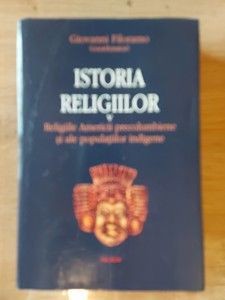 Giovanni Filoramo
(coordonator)
ISTORIA
RELIGIILOR
V
Religiile Americii precolumbiene
și ale populațiilor indigene